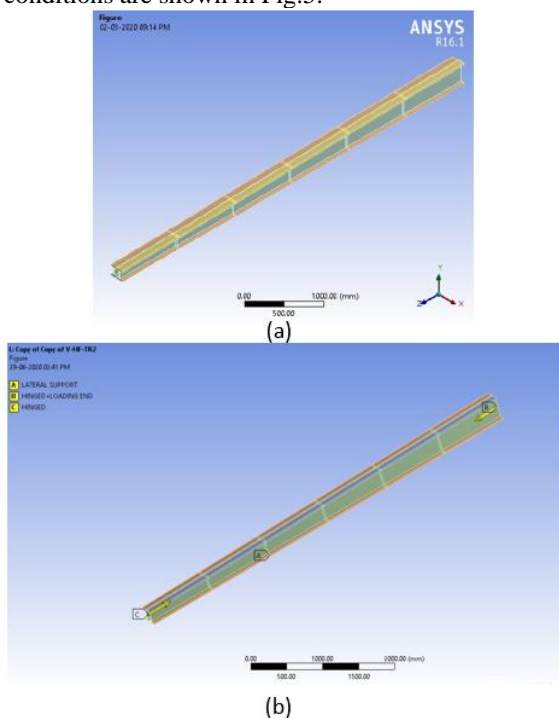 conditions are shown in Fig.5.
Figure
02-03-2020 09:14 PM
ANSYS
R16.1
0.00 1000.00 (mm)
500.00
Y
Z X
(a)
L: Copy of Copy of V-HF-TR2
Figure
29-06-2020 02:41 PM
A LATERAL SUPPORT
B HINGED+LOADING END
C HINGED
B
A
C
0.00 1000.00 2000.00 (mm)
500.00 1500.00
(b)